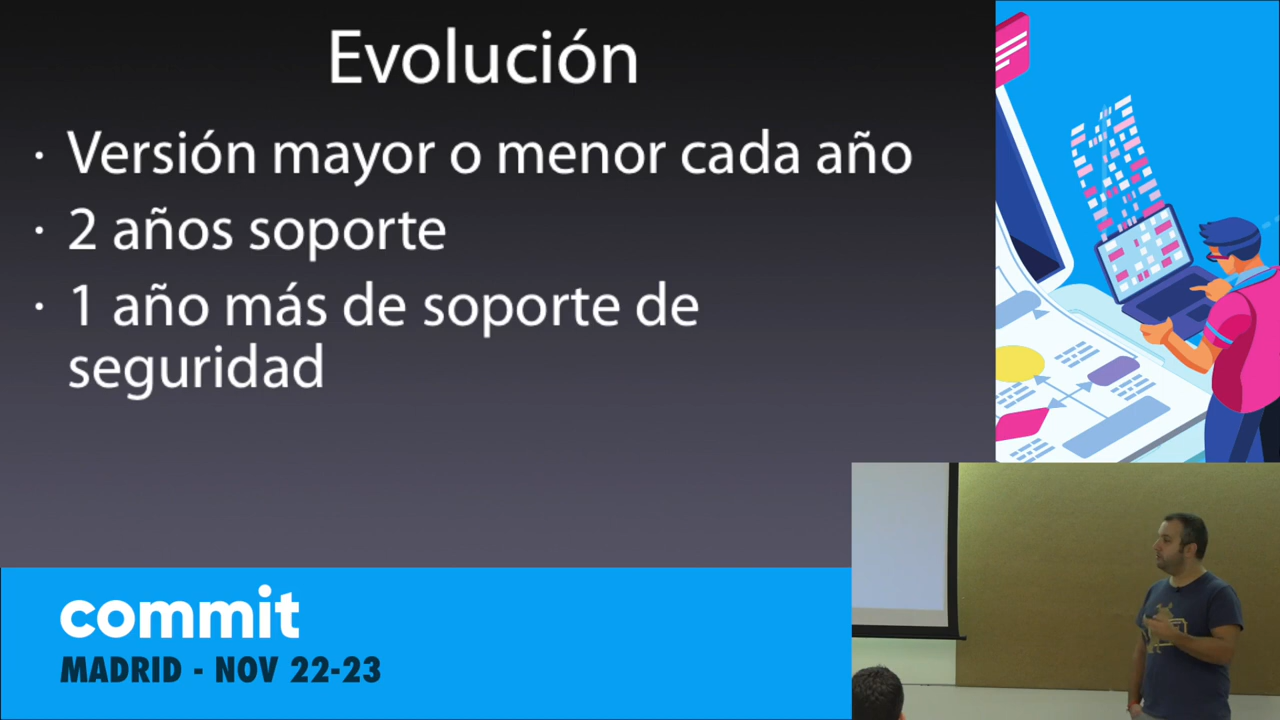 Evolución
· Versión mayor o menor cada año
· 2 años soporte
· 1 año más de soporte de
seguridad
commit
MADRID - NOV 22-23